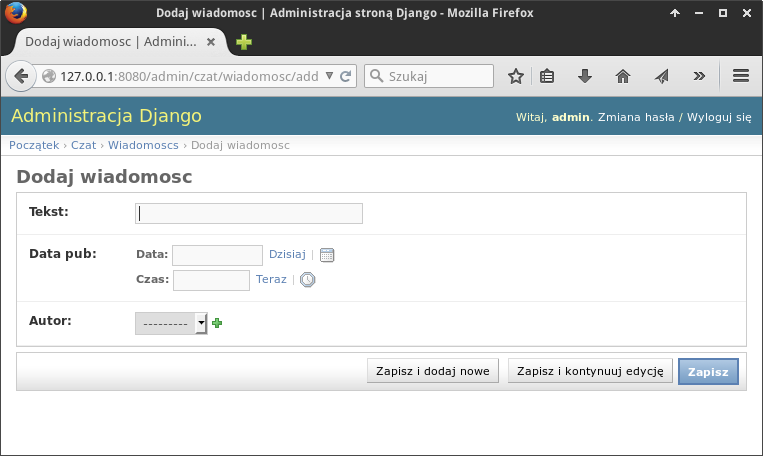 Dodaj wiadomosc | Administracja stroną Django - Mozilla Firefox
Dodaj wiadomosc | Admini...
127.0.0.1:8080/admin/czat/wiadomosc/add
Szukaj
Administracja Django
Witaj, admin. Zmiana hasła / Wyloguj się
Początek › Czat › Wiadomoscs › Dodaj wiadomosc
Dodaj wiadomosc
Tekst:
Data pub: Data: Dzisiaj |
Czas: Teraz |
Autor: ---------
Zapisz i dodaj nowe Zapisz i kontynuuj edycję Zapisz